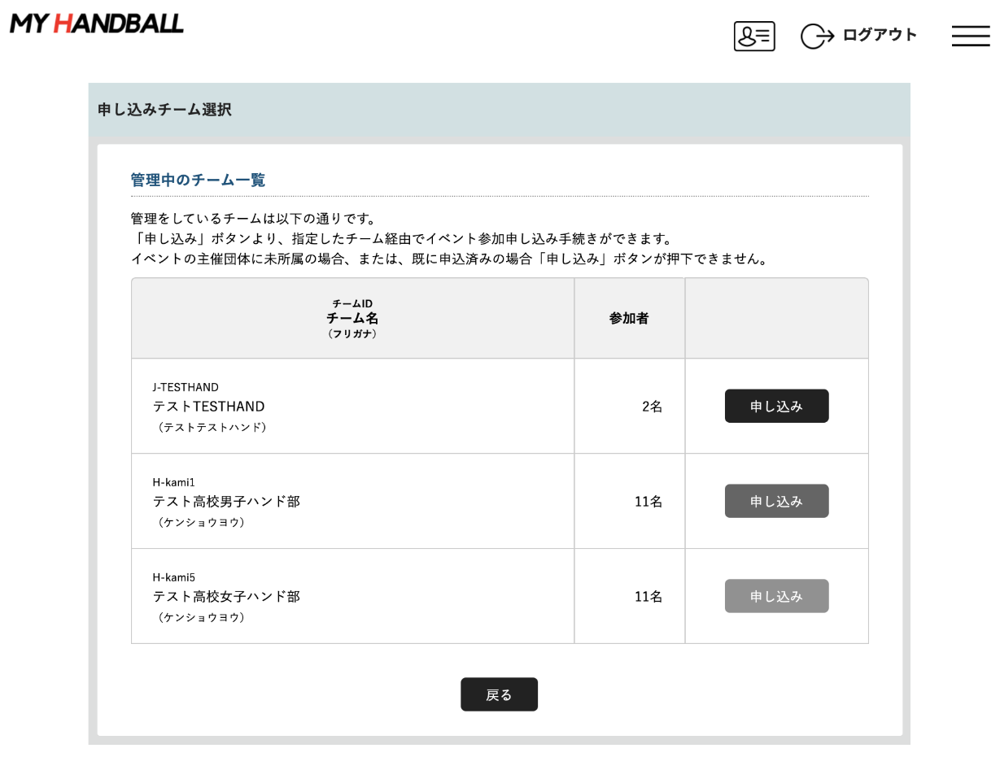 MY HANDBALL
ログアウト
申し込みチーム選択
管理中のチーム一覧
管理をしているチームは以下の通りです。
「申し込み」ボタンより、指定したチーム経由でイベント参加申し込み手続きができます。
イベントの主催団体に未所属の場合、または、既に申込済みの場合「申し込み」ボタンが押下できません。
チームID
チーム名
（フリガナ）
参加者
J-TESTHAND
テストTESTHAND
（テストテストハンド）
2名
申し込み
H-kami1
テスト高校男子ハンド部
（ケンショウヨウ）
11名
申し込み
H-kami5
テスト高校女子ハンド部
（ケンショウヨウ）
11名
申し込み
戻る